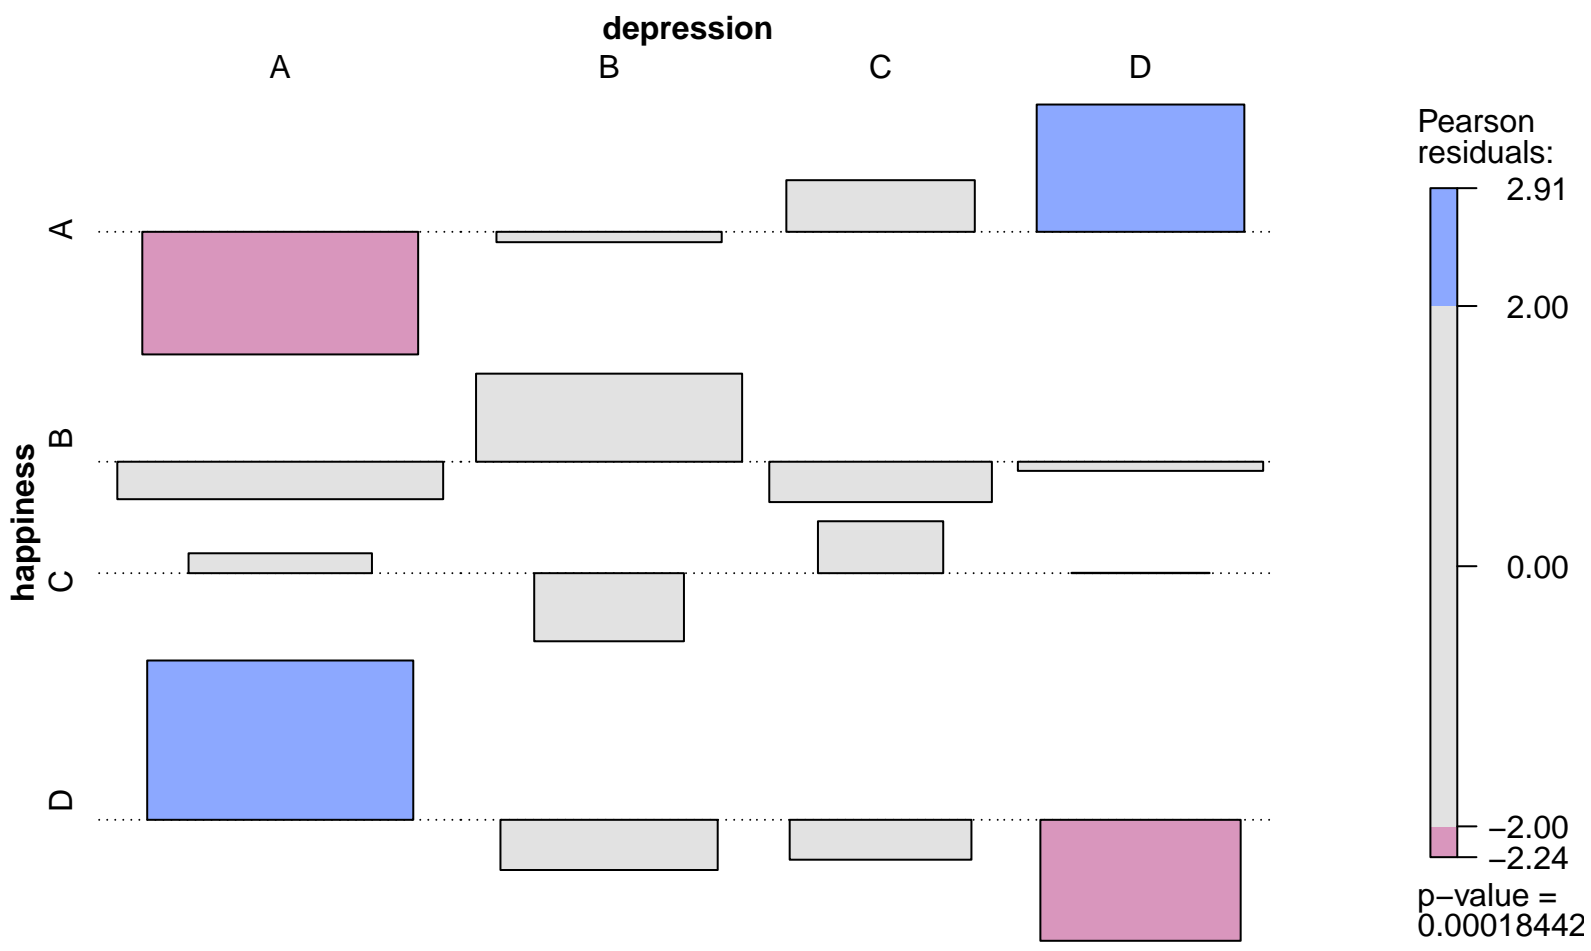 depression
A B C D
happiness
A
B
C
D
Pearson
residuals:
2.91
2.00
0.00
−2.00
−2.24
p−value =
0.00018442